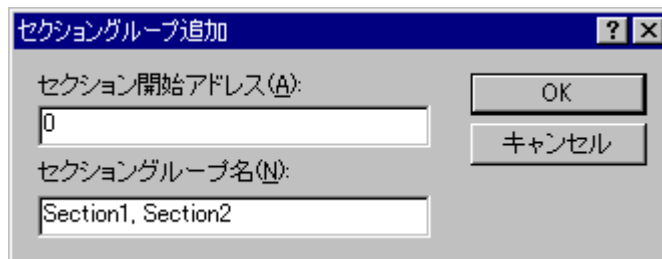 セクショングループ追加
セクション開始アドレス(A):
0
OK
キャンセル
セクショングループ名(N):
Section1, Section2